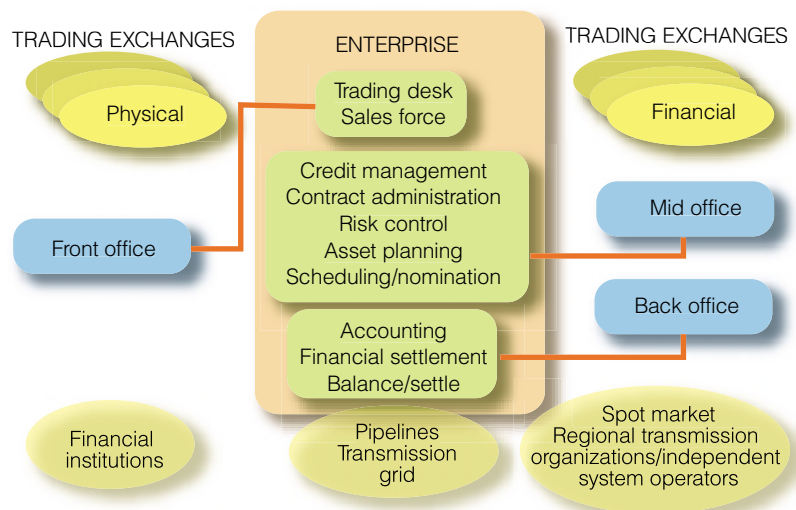 TRADING EXCHANGES
Physical
Front office
Financial
institutions
ENTERPRISE
Trading desk
Sales force
Credit management
Contract administration
Risk control
Asset planning
Scheduling/nomination
Accounting
Financial settlement
Balance/settle
Pipelines
Transmission
grid
TRADING EXCHANGES
Financial
Mid office
Back office
Spot market
Regional transmission
organizations/independent
system operators